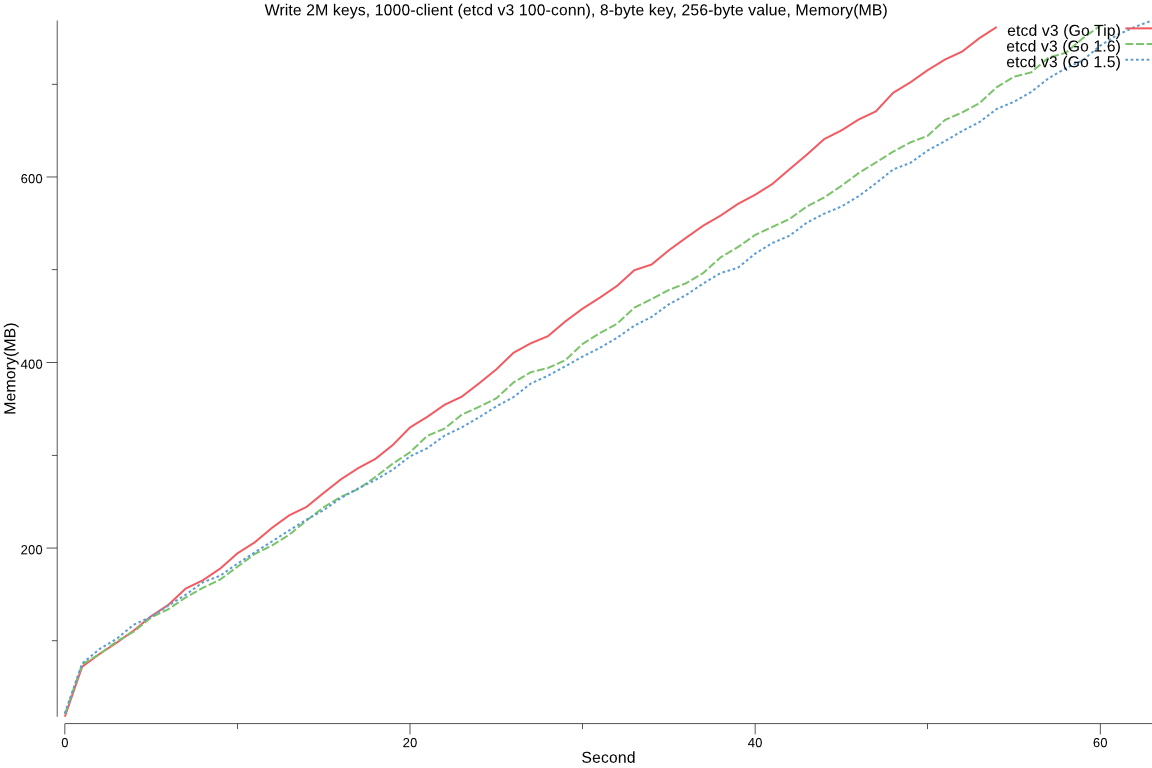 Write 2M keys, 1000-client (etcd v3 100-conn), 8-byte key, 256-byte value, Memory(MB)
etcd v3 (Go Tip)
etcd v3 (Go 1.6)
etcd v3 (Go 1.5)
600
400
200
Memory(MB)
0 20 40 60
Second